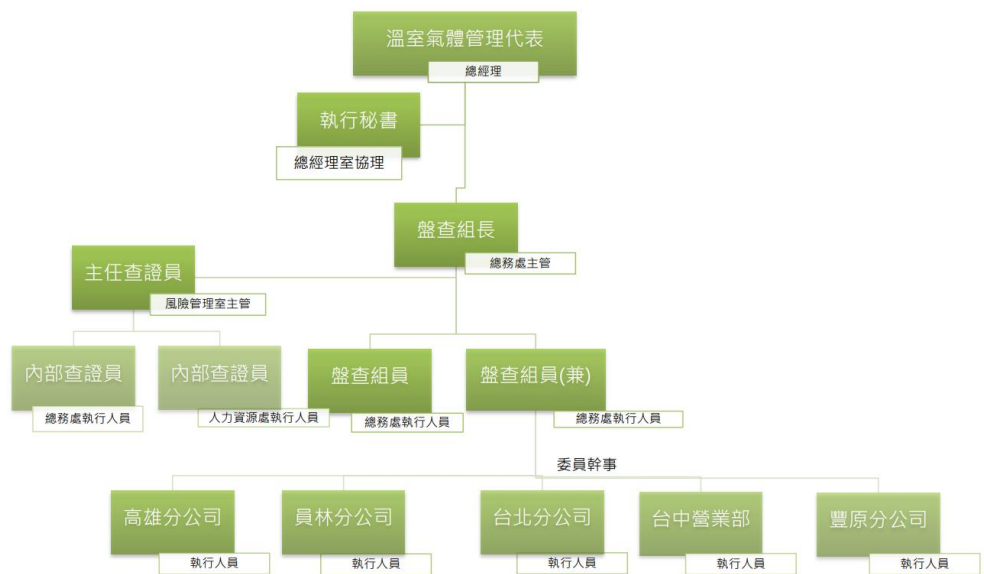 溫室氣體管理代表
總經理
執行秘書
總經理室協理
盤查組長
總務處主管
主任查證員
風險管理室主管
內部查證員
總務處執行人員
內部查證員
人力資源處執行人員
盤查組員
總務處執行人員
盤查組員(兼)
總務處執行人員
委員幹事
高雄分公司
執行人員
員林分公司
執行人員
台北分公司
執行人員
台中營業部
執行人員
豐原分公司
執行人員